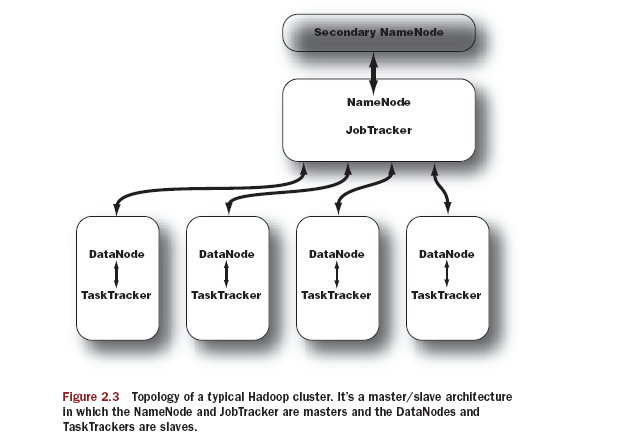 Secondary NameNode
NameNode
JobTracker
DataNode DataNode DataNode DataNode
TaskTracker TaskTracker TaskTracker TaskTracker
Figure 2.3 Topology of a typical Hadoop cluster. It's a master/slave architecture
in which the NameNode and JobTracker are masters and the DataNodes and
TaskTrackers are slaves.